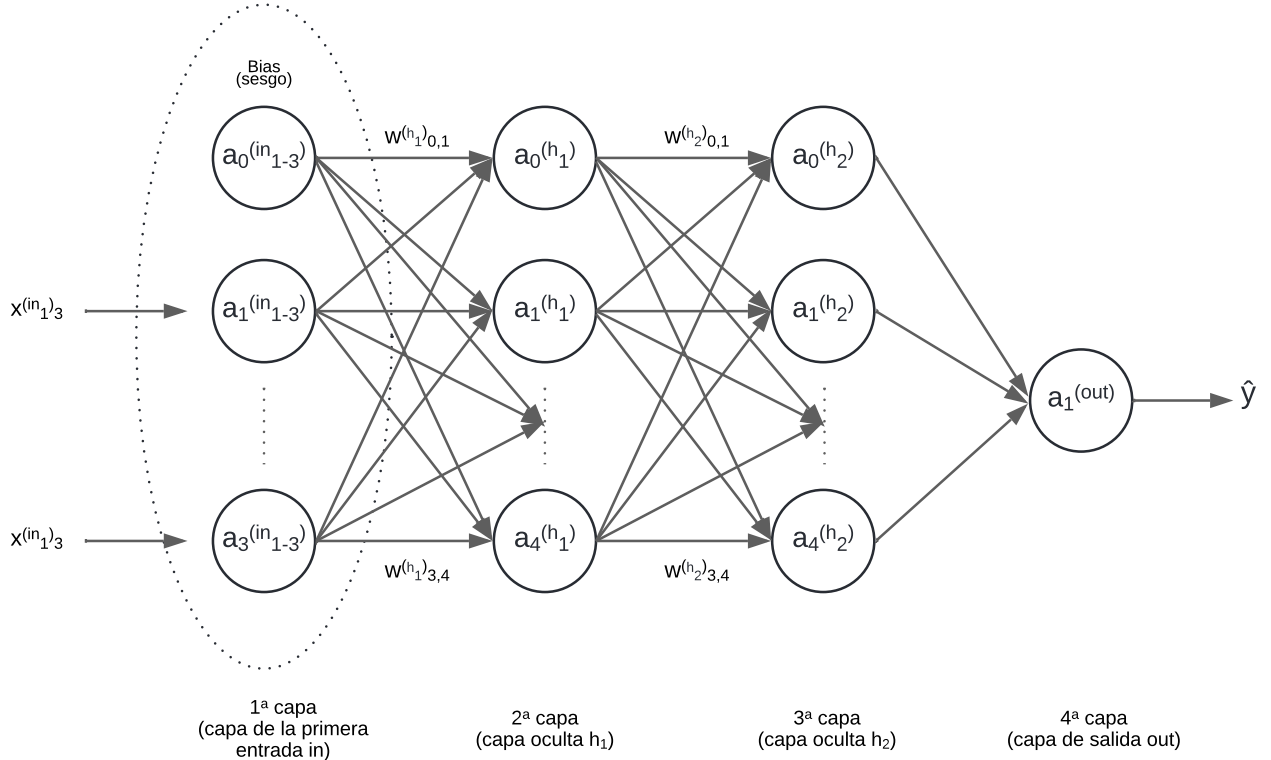 Bias
(sesgo)
a₀⁽ⁱⁿ₁₋₃⁾
w⁽ʰ₁⁾₀,₁
a₀⁽ʰ₁⁾
w⁽ʰ₂⁾₀,₁
a₀⁽ʰ₂⁾
x⁽ⁱⁿ₁⁾₃
a₁⁽ⁱⁿ₁₋₃⁾
a₁⁽ʰ₁⁾
a₁⁽ʰ₂⁾
a₁⁽ᵒᵘᵗ⁾
ŷ
x⁽ⁱⁿ₁⁾₃
a₃⁽ⁱⁿ₁₋₃⁾
w⁽ʰ₁⁾₃,₄
a₄⁽ʰ₁⁾
w⁽ʰ₂⁾₃,₄
a₄⁽ʰ₂⁾
1ª capa
(capa de la primera
entrada in)
2ª capa
(capa oculta h₁)
3ª capa
(capa oculta h₂)
4ª capa
(capa de salida out)